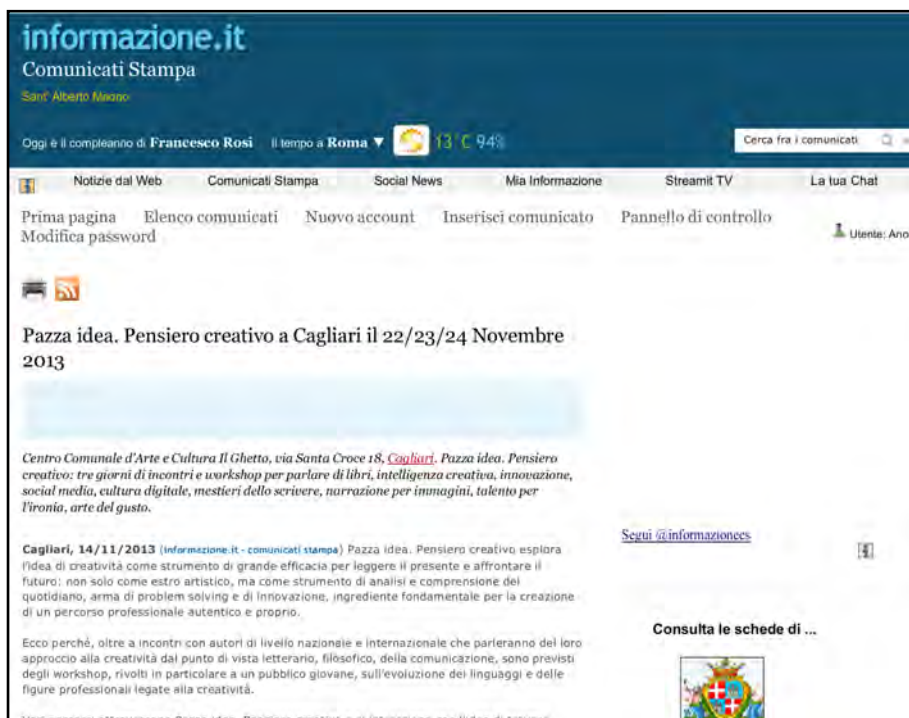 informazione.it
Comunicati Stampa
Sant' Alberto Magno
Oggi è il compleanno di Francesco Rosi Il tempo a Roma ▼ 13°C 94%
Cerca fra i comunicati
Notizie dal Web Comunicati Stampa Social News Mia Informazione Streamit TV La tua Chat
Prima pagina Elenco comunicati Nuovo account Inserisci comunicato Pannello di controllo
Modifica password
Utente: Ano
Pazza idea. Pensiero creativo a Cagliari il 22/23/24 Novembre
2013
Centro Comunale d'Arte e Cultura Il Ghetto, via Santa Croce 18, Cagliari. Pazza idea. Pensiero
creativo: tre giorni di incontri e workshop per parlare di libri, intelligenza creativa, innovazione,
social media, cultura digitale, mestieri dello scrivere, narrazione per immagini, talento per
l'ironia, arte del gusto.
Cagliari, 14/11/2013 (informazione.it - comunicati stampa) Pazza idea. Pensiero creativo esplora
l'idea di creatività come strumento di grande efficacia per leggere il presente e affrontare il
futuro: non solo come estro artistico, ma come strumento di analisi e comprensione del
quotidiano, arma di problem solving e di innovazione, ingrediente fondamentale per la creazione
di un percorso professionale autentico e proprio.
Ecco perché, oltre a incontri con autori di livello nazionale e internazionale che parleranno del loro
approccio alla creatività dal punto di vista letterario, filosofico, della comunicazione, sono previsti
degli workshop, rivolti in particolare a un pubblico giovane, sull'evoluzione dei linguaggi e delle
figure professionali legate alla creatività.
Segui @informazionecs
Consulta le schede di ...